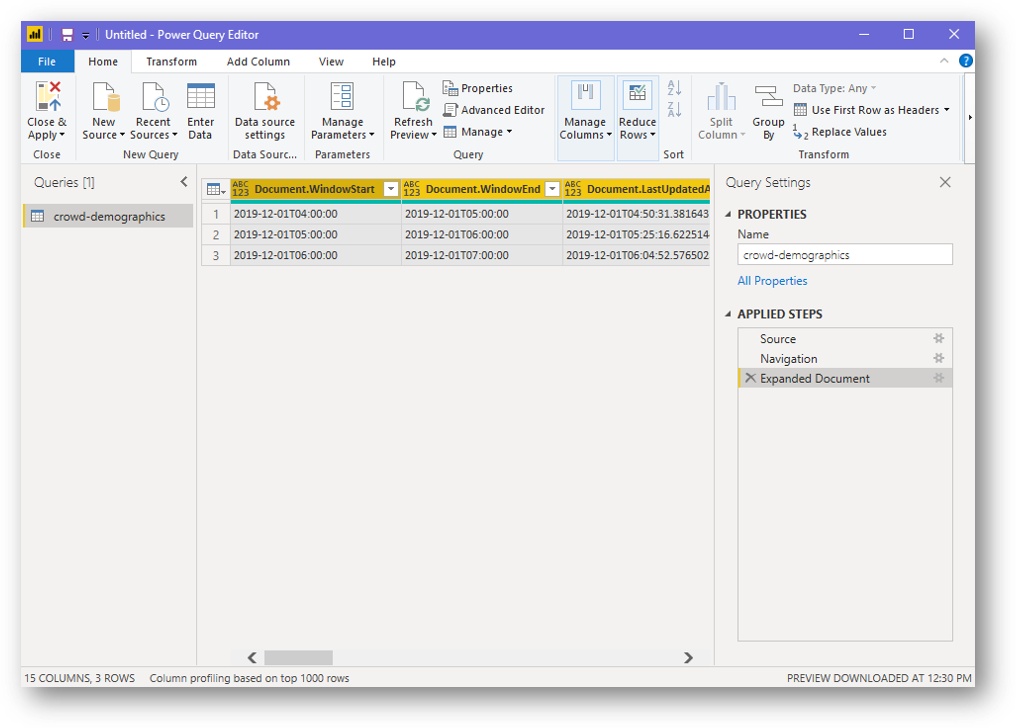 Untitled - Power Query Editor
File Home Transform Add Column View Help
Close & Apply
Close
New Source
Recent Sources
Enter Data
New Query
Data source settings
Data Sourc...
Manage Parameters
Parameters
Refresh Preview
Properties
Advanced Editor
Manage
Query
Manage Columns
Reduce Rows
A Z
Z A
Sort
Split Column
Group By
Data Type: Any
Use First Row as Headers
1 2 Replace Values
Transform
Queries [1]
crowd-demographics
ABC 123 Document.WindowStart ABC 123 Document.WindowEnd ABC 123 Document.LastUpdatedA
1 2019-12-01T04:00:00 2019-12-01T05:00:00 2019-12-01T04:50:31.381643
2 2019-12-01T05:00:00 2019-12-01T06:00:00 2019-12-01T05:25:16.622514
3 2019-12-01T06:00:00 2019-12-01T07:00:00 2019-12-01T06:04:52.576502
Query Settings
PROPERTIES
Name
crowd-demographics
All Properties
APPLIED STEPS
Source
Navigation
Expanded Document
15 COLUMNS, 3 ROWS Column profiling based on top 1000 rows PREVIEW DOWNLOADED AT 12:30 PM